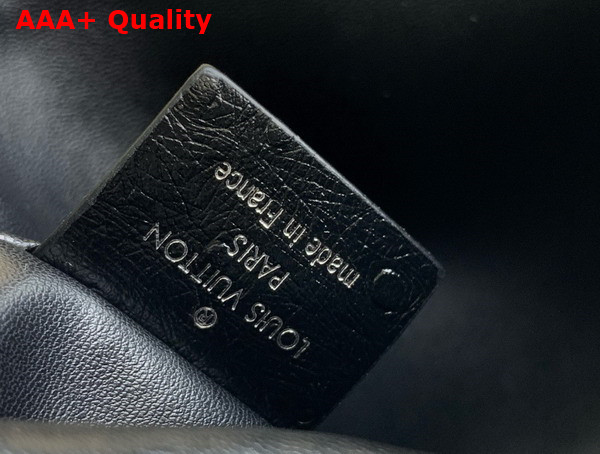 AAA+ Quality
®
LOUIS VUITTON
PARIS
made in France